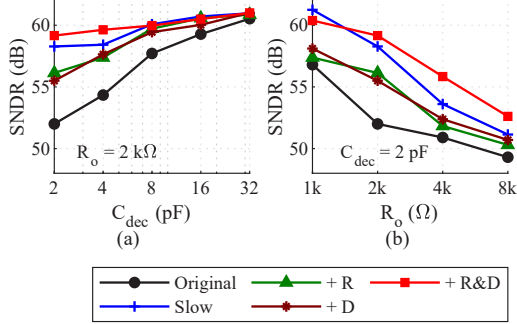 SNDR (dB)
60
55
50
R_o = 2 kΩ
2 4 8 16 32
C_dec (pF)
(a)
SNDR (dB)
60
55
50
C_dec = 2 pF
1k 2k 4k 8k
R_o (Ω)
(b)
Original + R + R&D
Slow + D